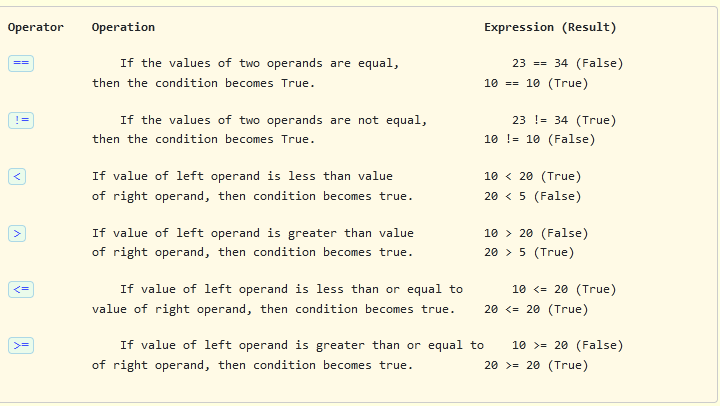 Operator Operation Expression (Result)
== If the values of two operands are equal, 23 == 34 (False)
then the condition becomes True. 10 == 10 (True)
!= If the values of two operands are not equal, 23 != 34 (True)
then the condition becomes True. 10 != 10 (False)
< If value of left operand is less than value 10 < 20 (True)
of right operand, then condition becomes true. 20 < 5 (False)
> If value of left operand is greater than value 10 > 20 (False)
of right operand, then condition becomes true. 20 > 5 (True)
<= If value of left operand is less than or equal to 10 <= 20 (True)
value of right operand, then condition becomes true. 20 <= 20 (True)
>= If value of left operand is greater than or equal to 10 >= 20 (False)
of right operand, then condition becomes true. 20 >= 20 (True)